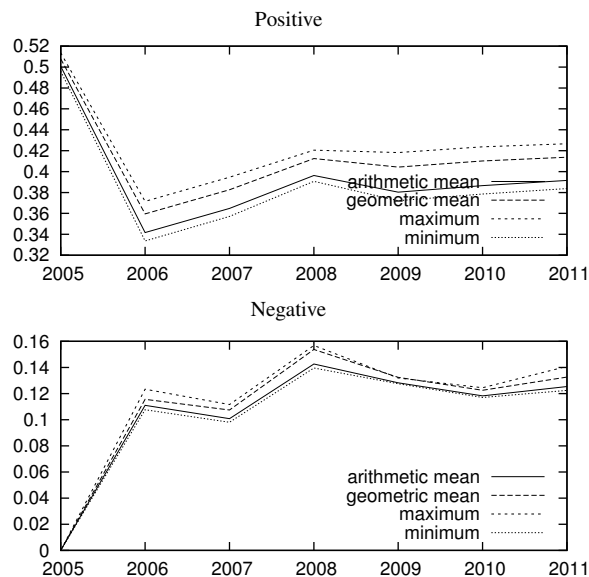 Positive
0.52
0.5
0.48
0.46
0.44
0.42
0.4
0.38
0.36
0.34
0.32
arithmetic mean
geometric mean
maximum
minimum
2005 2006 2007 2008 2009 2010 2011
Negative
0.16
0.14
0.12
0.1
0.08
0.06
0.04
0.02
0
arithmetic mean
geometric mean
maximum
minimum
2005 2006 2007 2008 2009 2010 2011